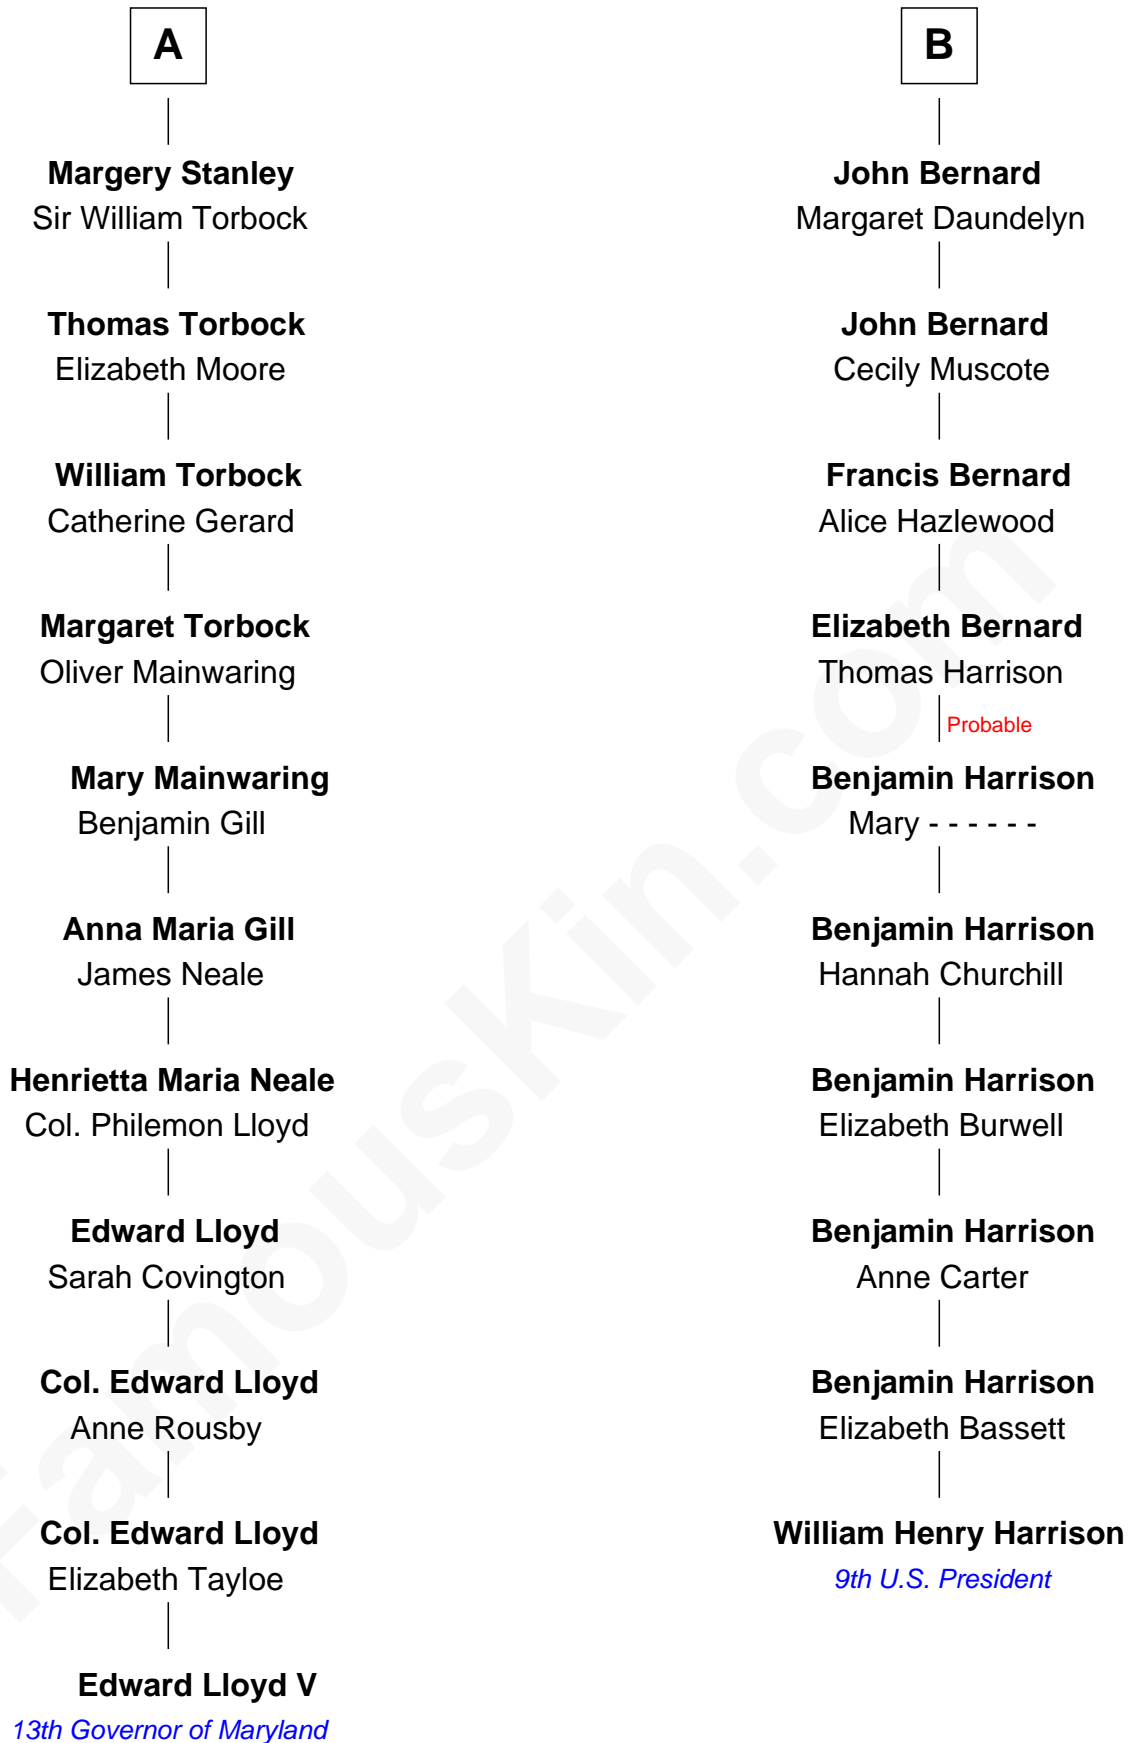 A
Margery Stanley
Sir William Torbock
Thomas Torbock
Elizabeth Moore
William Torbock
Catherine Gerard
Margaret Torbock
Oliver Mainwaring
Mary Mainwaring
Benjamin Gill
Anna Maria Gill
James Neale
Henrietta Maria Neale
Col. Philemon Lloyd
Edward Lloyd
Sarah Covington
Col. Edward Lloyd
Anne Rousby
Col. Edward Lloyd
Elizabeth Tayloe
Edward Lloyd V
13th Governor of Maryland
B
John Bernard
Margaret Daundelyn
John Bernard
Cecily Muscote
Francis Bernard
Alice Hazlewood
Elizabeth Bernard
Thomas Harrison
Probable
Benjamin Harrison
Mary - - - - - -
Benjamin Harrison
Hannah Churchill
Benjamin Harrison
Elizabeth Burwell
Benjamin Harrison
Anne Carter
Benjamin Harrison
Elizabeth Bassett
William Henry Harrison
9th U.S. President
FamousKin.com